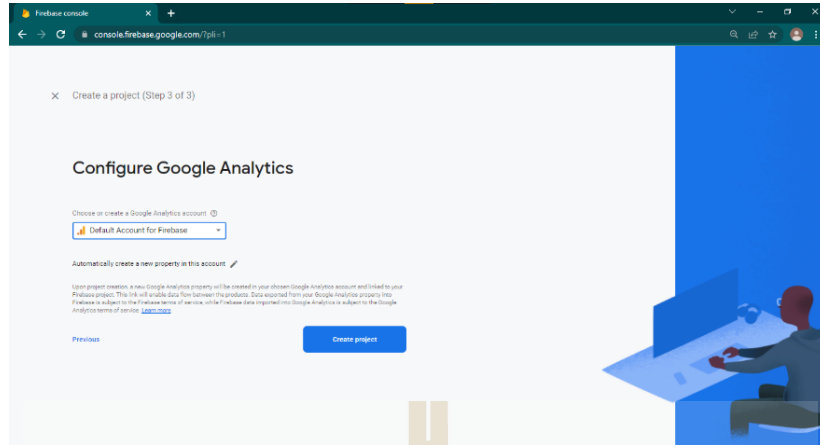 Firebase console
console.firebase.google.com/?pli=1
Create a project (Step 3 of 3)
Configure Google Analytics
Choose or create a Google Analytics account
Default Account for Firebase
Automatically create a new property in this account
Upon project creation, a new Google Analytics property will be created in your chosen Google Analytics account and linked to your
Firebase project. This link will enable data flow between the products. Data exported from your Google Analytics property into
Firebase is subject to the Firebase terms of service, while Firebase data imported into Google Analytics is subject to the Google
Analytics terms of service. Learn more
Previous
Create project